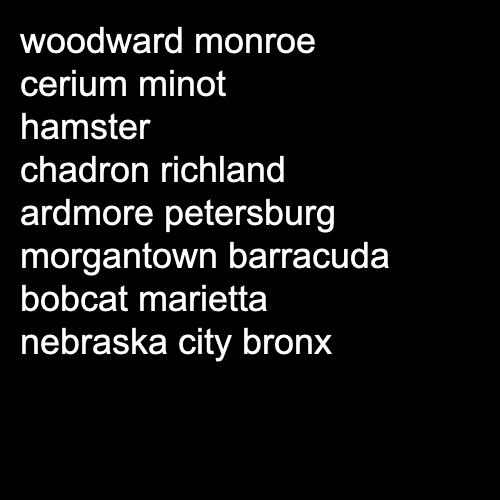 woodward monroe
cerium minot
hamster
chadron richland
ardmore petersburg
morgantown barracuda
bobcat marietta
nebraska city bronx